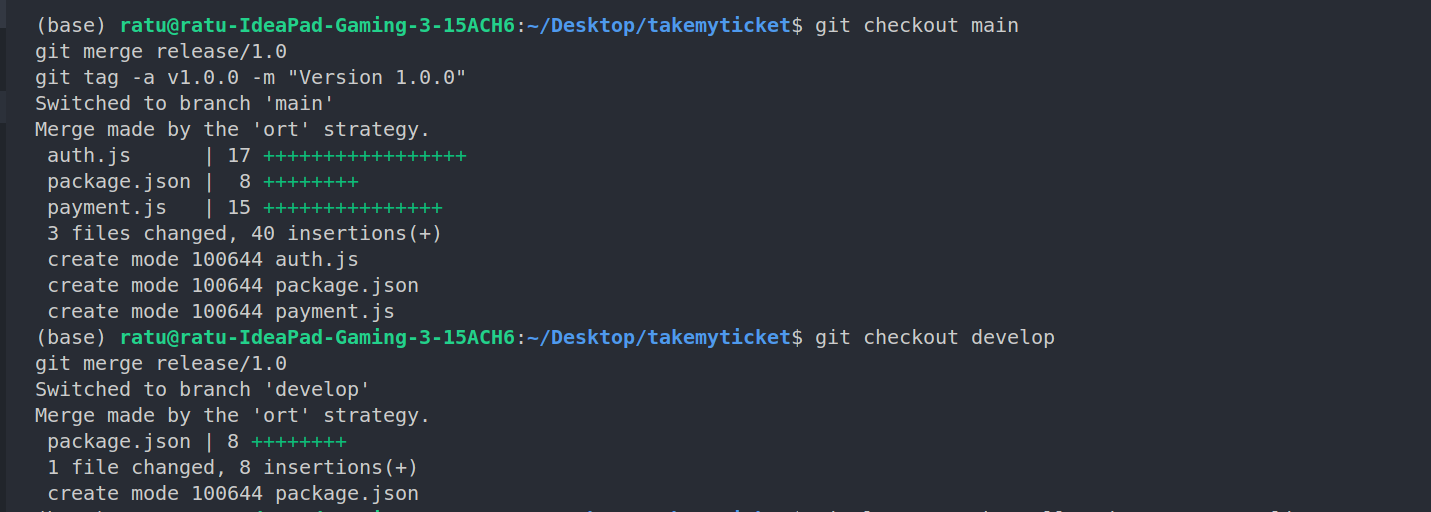 (base) ratu@ratu-IdeaPad-Gaming-3-15ACH6:~/Desktop/takemyticket$ git checkout main
git merge release/1.0
git tag -a v1.0.0 -m "Version 1.0.0"
Switched to branch 'main'
Merge made by the 'ort' strategy.
 auth.js      | 17 +++++++++++++++++
 package.json |  8 ++++++++
 payment.js   | 15 +++++++++++++++
 3 files changed, 40 insertions(+)
 create mode 100644 auth.js
 create mode 100644 package.json
 create mode 100644 payment.js
(base) ratu@ratu-IdeaPad-Gaming-3-15ACH6:~/Desktop/takemyticket$ git checkout develop
git merge release/1.0
Switched to branch 'develop'
Merge made by the 'ort' strategy.
 package.json | 8 ++++++++
 1 file changed, 8 insertions(+)
 create mode 100644 package.json